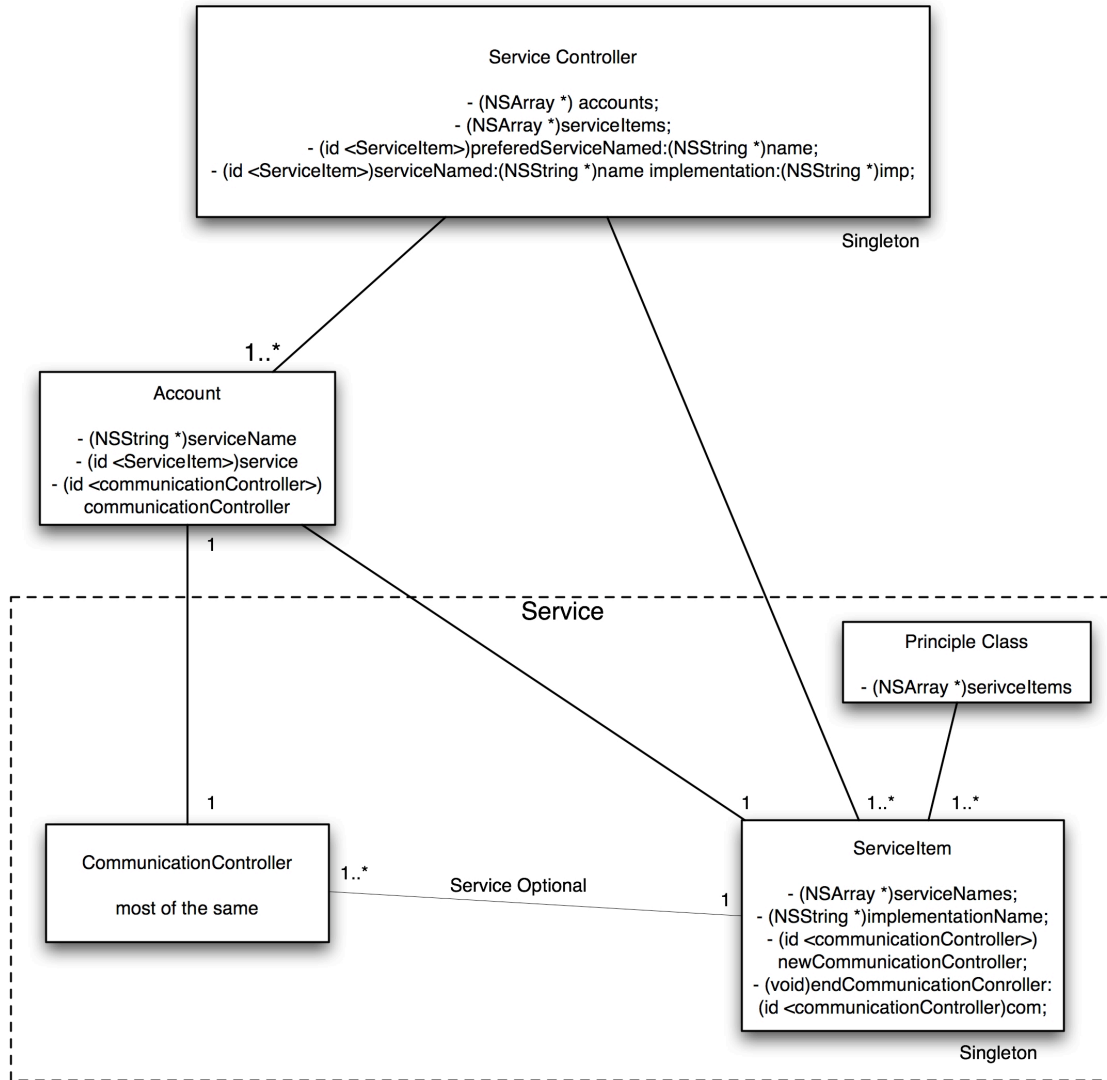 Service Controller
- (NSArray *) accounts;
- (NSArray *)serviceItems;
- (id <ServiceItem>)preferedServiceNamed:(NSString *)name;
- (id <ServiceItem>)serviceNamed:(NSString *)name implementation:(NSString *)imp;
Singleton
1..*
Account
- (NSString *)serviceName
- (id <ServiceItem>)service
- (id <communicationController>)
communicationController
1
Service
Principle Class
- (NSArray *)serivceItems
1
1
1..*
1..*
CommunicationController
most of the same
1..*
Service Optional
1
ServiceItem
- (NSArray *)serviceNames;
- (NSString *)implementationName;
- (id <communicationController>)
newCommunicationController;
- (void)endCommunicationConroller:
(id <communicationController)com;
Singleton